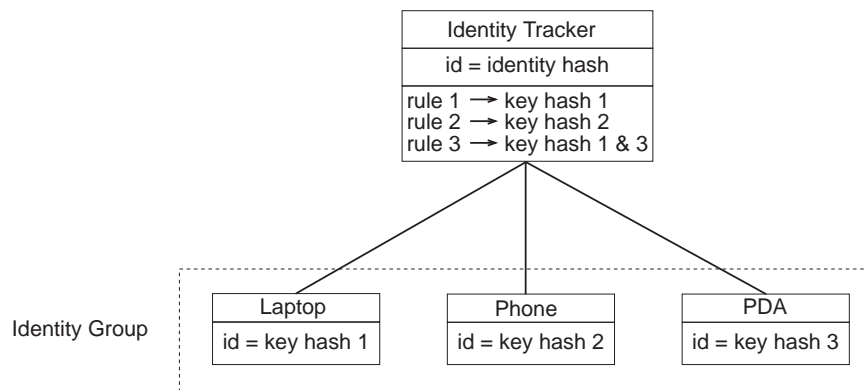 Identity Tracker
id = identity hash
rule 1 → key hash 1
rule 2 → key hash 2
rule 3 → key hash 1 & 3
Identity Group
Laptop
id = key hash 1
Phone
id = key hash 2
PDA
id = key hash 3